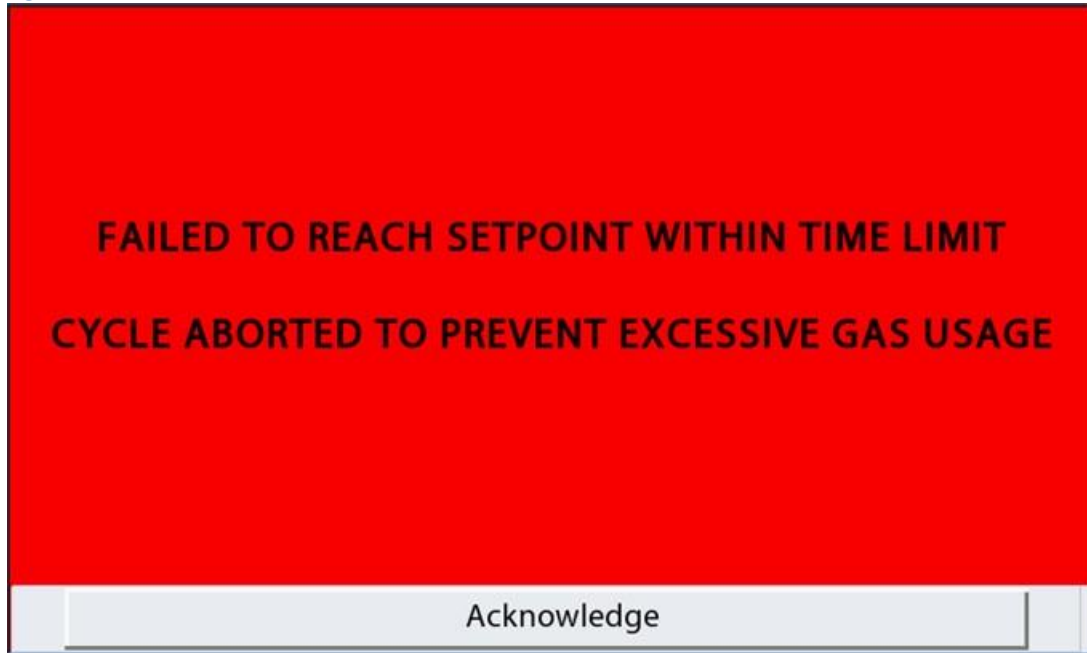 FAILED TO REACH SETPOINT WITHIN TIME LIMIT
CYCLE ABORTED TO PREVENT EXCESSIVE GAS USAGE
Acknowledge